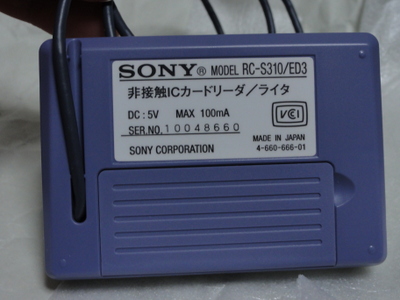 SONY® MODEL RC-S310/ED3
非接触ICカードリーダ／ライタ
DC : 5V MAX 100mA
SER.NO. 10048660
VCI
MADE IN JAPAN
SONY CORPORATION 4-660-666-01